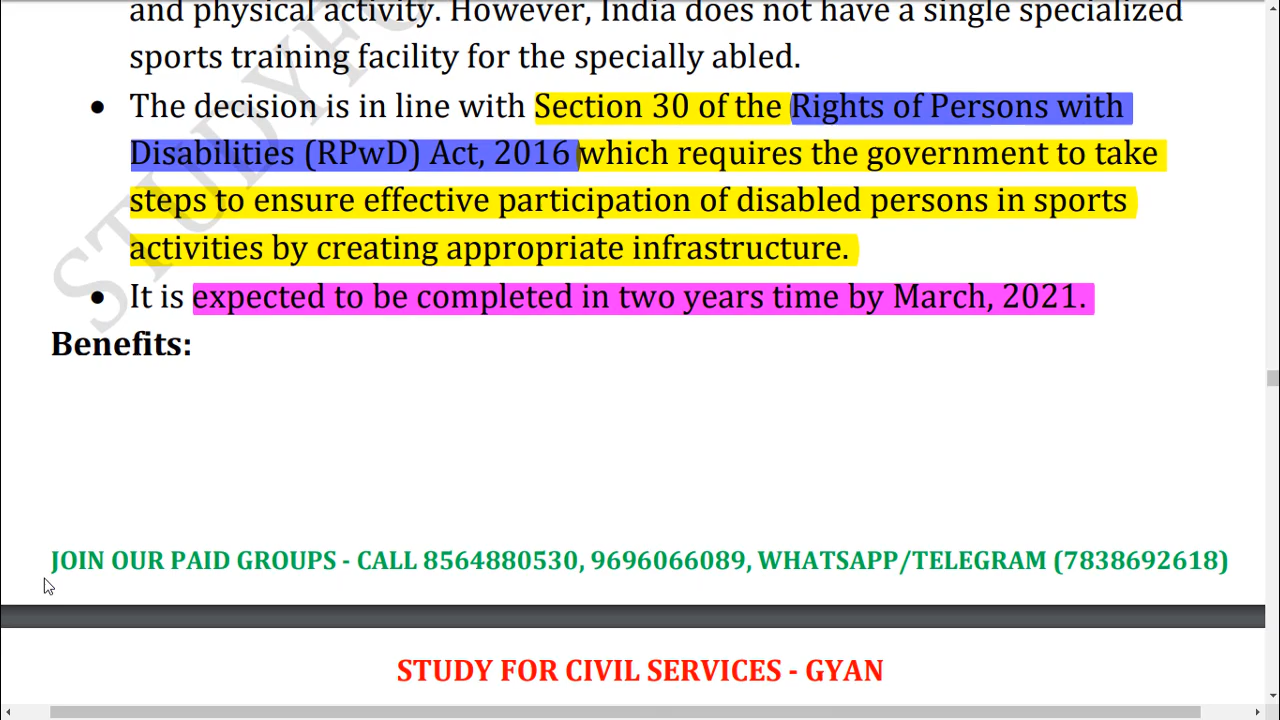 and physical activity. However, India does not have a single specialized
sports training facility for the specially abled.
• The decision is in line with Section 30 of the Rights of Persons with
Disabilities (RPwD) Act, 2016 which requires the government to take
steps to ensure effective participation of disabled persons in sports
activities by creating appropriate infrastructure.
• It is expected to be completed in two years time by March, 2021.
Benefits:
JOIN OUR PAID GROUPS - CALL 8564880530, 9696066089, WHATSAPP/TELEGRAM (7838692618)
STUDY FOR CIVIL SERVICES - GYAN
STUDYFO